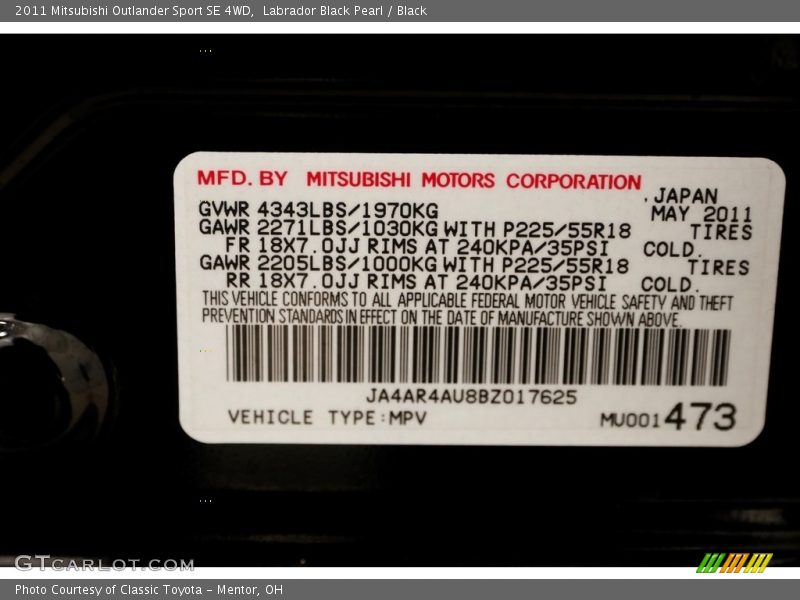 2011 Mitsubishi Outlander Sport SE 4WD,  Labrador Black Pearl / Black
MFD. BY MITSUBISHI MOTORS CORPORATION
JAPAN
GVWR 4343LBS/1970KG MAY 2011
GAWR 2271LBS/1030KG WITH P225/55R18 TIRES
FR 18X7.0JJ RIMS AT 240KPA/35PSI COLD.
GAWR 2205LBS/1000KG WITH P225/55R18 TIRES
RR 18X7.0JJ RIMS AT 240KPA/35PSI COLD.
THIS VEHICLE CONFORMS TO ALL APPLICABLE FEDERAL MOTOR VEHICLE SAFETY AND THEFT
PREVENTION STANDARDS IN EFFECT ON THE DATE OF MANUFACTURE SHOWN ABOVE.
JA4AR4AU8BZ017625
VEHICLE TYPE:MPV MU001473
GTCARLOT.COM
Photo Courtesy of Classic Toyota - Mentor, OH